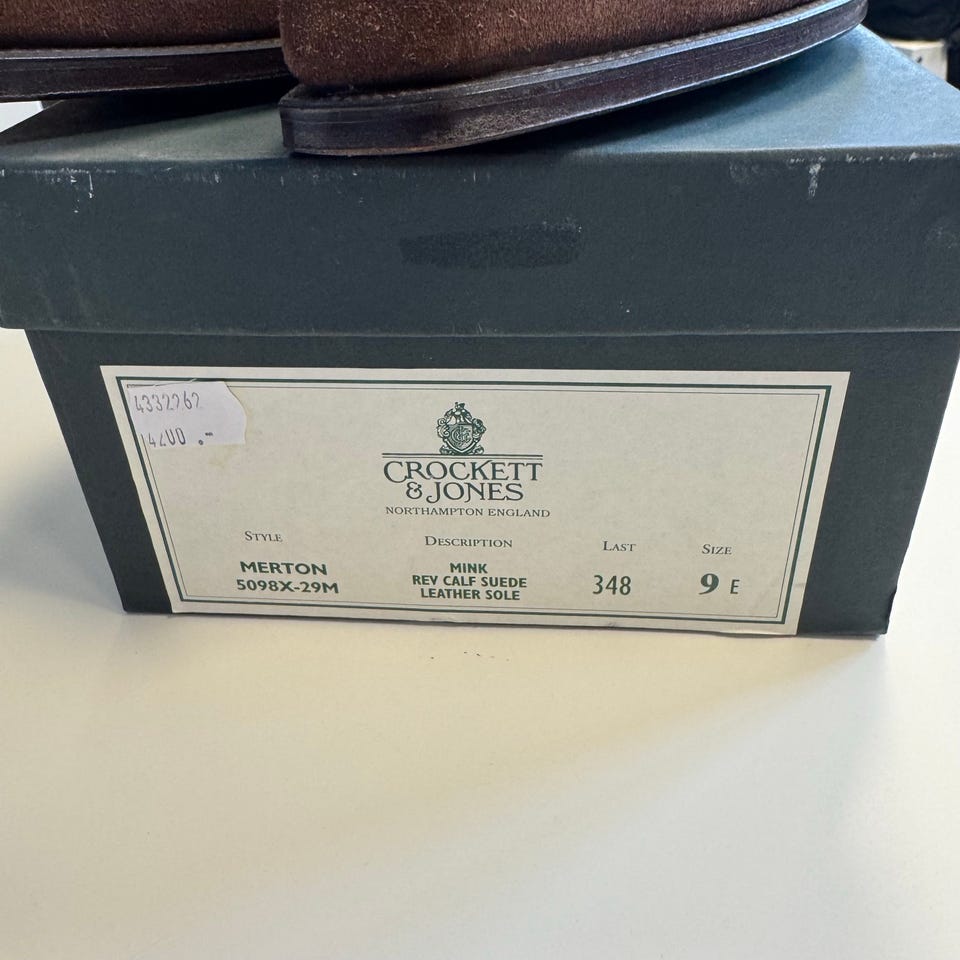 4332262
4200 .-
CROCKETT
& JONES
NORTHAMPTON ENGLAND
STYLE DESCRIPTION LAST SIZE
MERTON
5098X-29M
MINK
REV CALF SUEDE
LEATHER SOLE
348
9 E